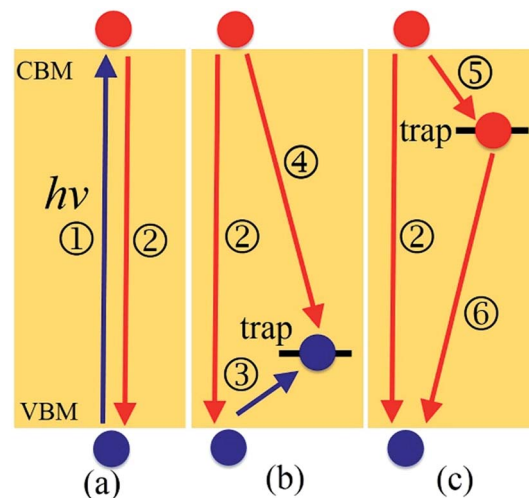 CBM
hν
①
②
VBM
(a)
④
②
trap
③
(b)
⑤
trap
②
⑥
(c)